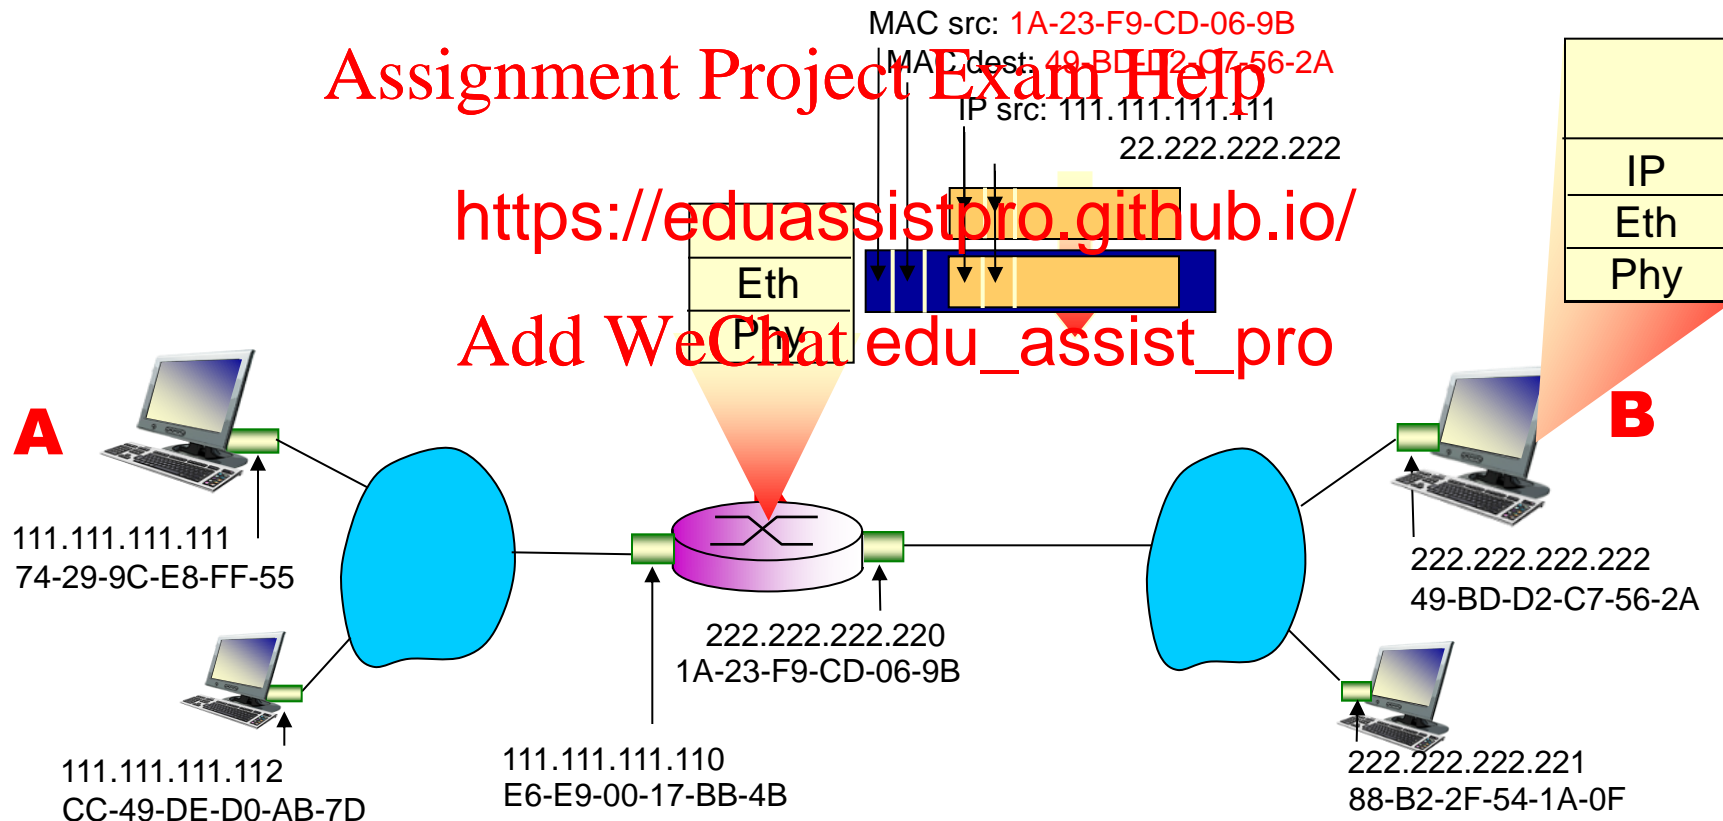 MAC src: 1A-23-F9-CD-06-9B
MAC dest: 49-BD-D2-C7-56-2A
Assignment Project Exam Help
IP src: 111.111.111.111
22.222.222.222
https://eduassistpro.github.io/
Eth
Phy
Add WeChat edu_assist_pro
IP
Eth
Phy
A
B
111.111.111.111
74-29-9C-E8-FF-55
222.222.222.222
49-BD-D2-C7-56-2A
222.222.222.220
1A-23-F9-CD-06-9B
111.111.111.112
CC-49-DE-D0-AB-7D
111.111.111.110
E6-E9-00-17-BB-4B
222.222.222.221
88-B2-2F-54-1A-0F